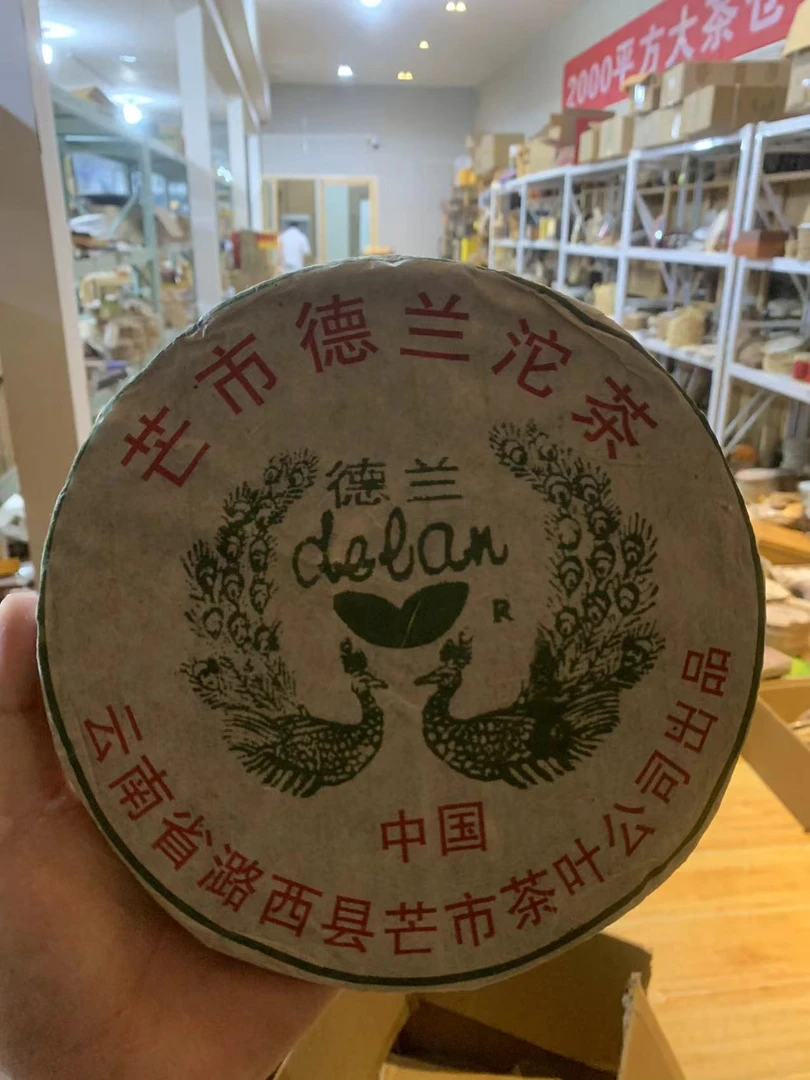 2000平方大茶仓
芒市德兰沱茶
德兰
delan
R
中国
云南省潞西县芒市茶叶公司出品